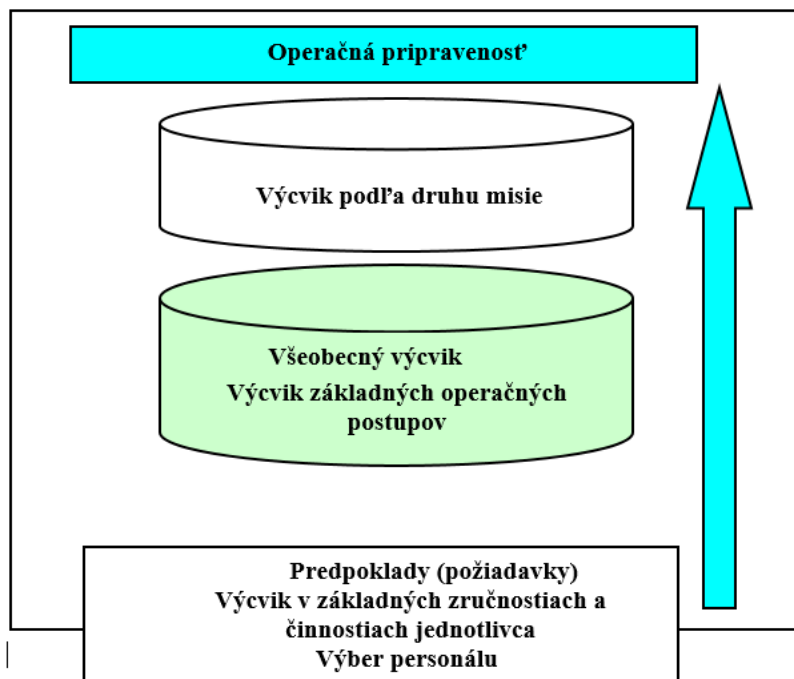 Operačná pripravenosť
Výcvik podľa druhu misie
Všeobecný výcvik
Výcvik základných operačných
postupov
Predpoklady (požiadavky)
Výcvik v základných zručnostiach a
činnostiach jednotlivca
Výber personálu